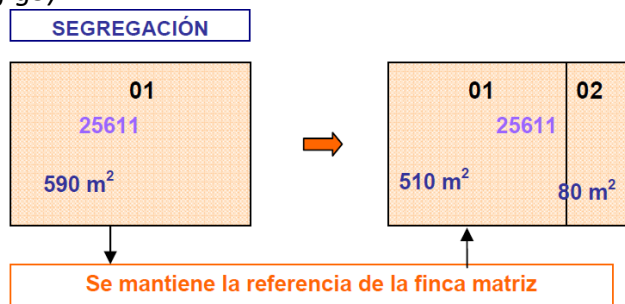 SEGREGACIÓN
01
25611
590 m²
01
02
25611
510 m²
80 m²
Se mantiene la referencia de la finca matriz